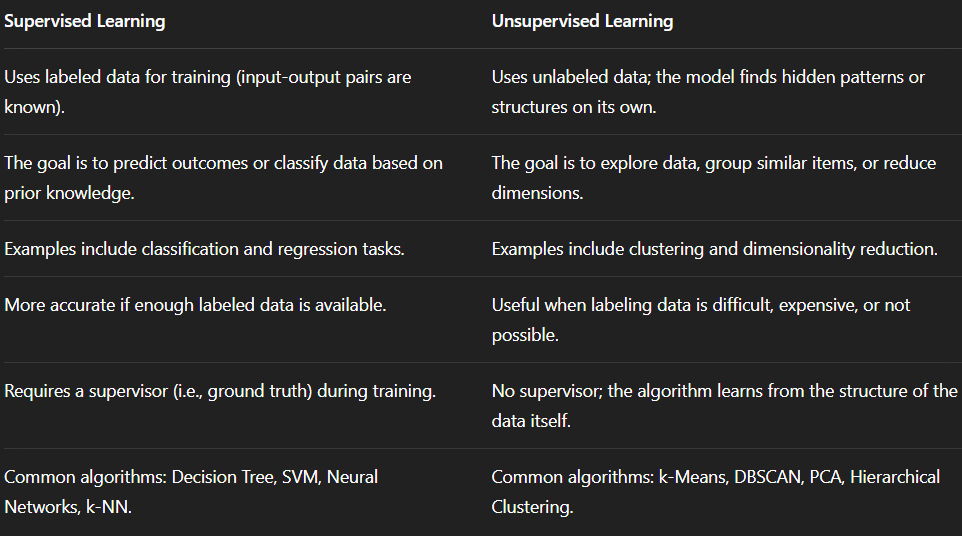 Supervised Learning
Unsupervised Learning
Uses labeled data for training (input-output pairs are
known).
Uses unlabeled data; the model finds hidden patterns or
structures on its own.
The goal is to predict outcomes or classify data based on
prior knowledge.
The goal is to explore data, group similar items, or reduce
dimensions.
Examples include classification and regression tasks.
Examples include clustering and dimensionality reduction.
More accurate if enough labeled data is available.
Useful when labeling data is difficult, expensive, or not
possible.
Requires a supervisor (i.e., ground truth) during training.
No supervisor; the algorithm learns from the structure of the
data itself.
Common algorithms: Decision Tree, SVM, Neural
Networks, k-NN.
Common algorithms: k-Means, DBSCAN, PCA, Hierarchical
Clustering.